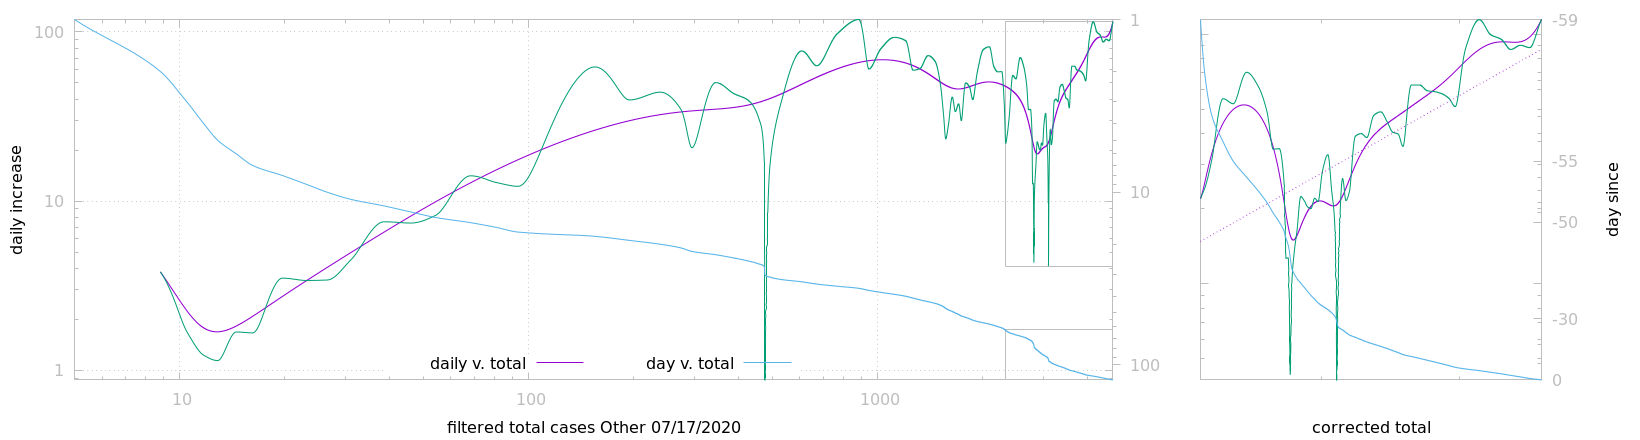 100
10
1
daily increase
daily v. total
day v. total
10
100
1000
filtered total cases Other 07/17/2020
1
10
100
-59
-55
-50
-30
0
day since
corrected total